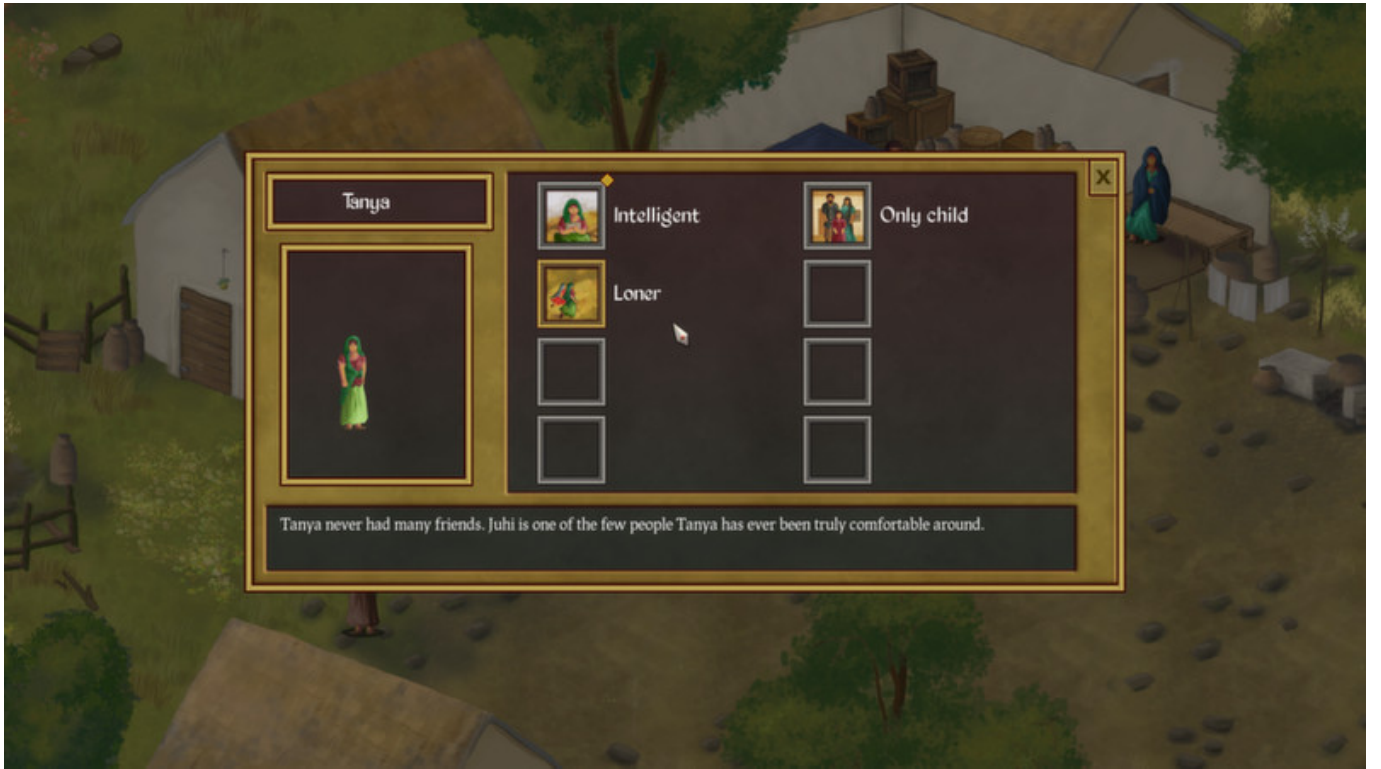 Tanya
X
Intelligent
Only child
Loner
Tanya never had many friends. Juhi is one of the few people Tanya has ever been truly comfortable around.